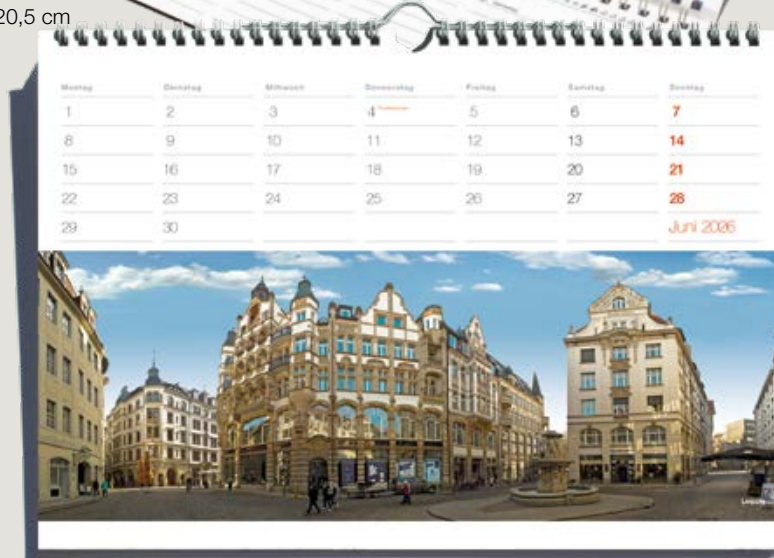 20,5 cm
Montag Dienstag Mittwoch Donnerstag Freitag Samstag Sonntag
1 2 3 4 5 6 7
8 9 10 11 12 13 14
15 16 17 18 19 20 21
22 23 24 25 26 27 28
29 30 Juni 2026
Leipzig